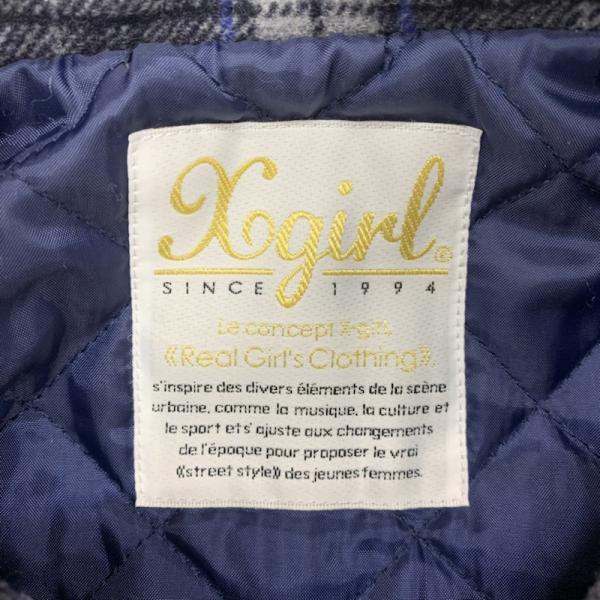 Xgirl®
SINCE 1994
Le concept X-girl
《Real Girl's Clothing》.
s'inspire des divers éléments de la scène
urbaine, comme la musique, la culture et
le sport et s'ajuste aux changements
de l'époque pour proposer le vrai
《street style》 des jeunes femmes.